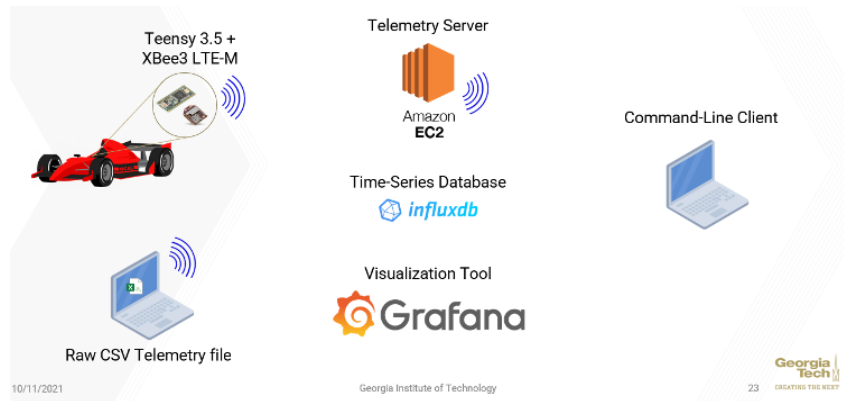 Teensy 3.5 +
XBee3 LTE-M
Telemetry Server
Amazon
EC2
Command-Line Client
Time-Series Database
influxdb
Visualization Tool
Grafana
Raw CSV Telemetry file
10/11/2021
Georgia Institute of Technology
23
Georgia
Tech
CREATING THE NEXT